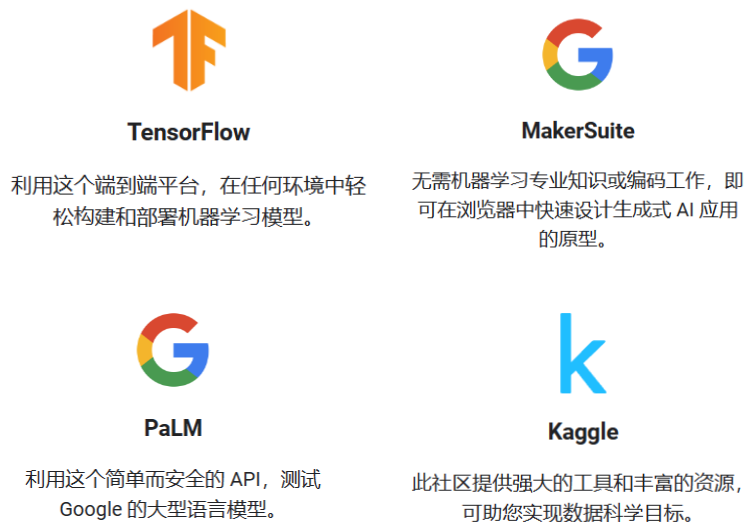 TensorFlow
利用这个端到端平台，在任何环境中轻
松构建和部署机器学习模型。
MakerSuite
无需机器学习专业知识或编码工作，即
可在浏览器中快速设计生成式 AI 应用
的原型。
PaLM
利用这个简单而安全的 API，测试
Google 的大型语言模型。
Kaggle
此社区提供强大的工具和丰富的资源，
可助您实现数据科学目标。